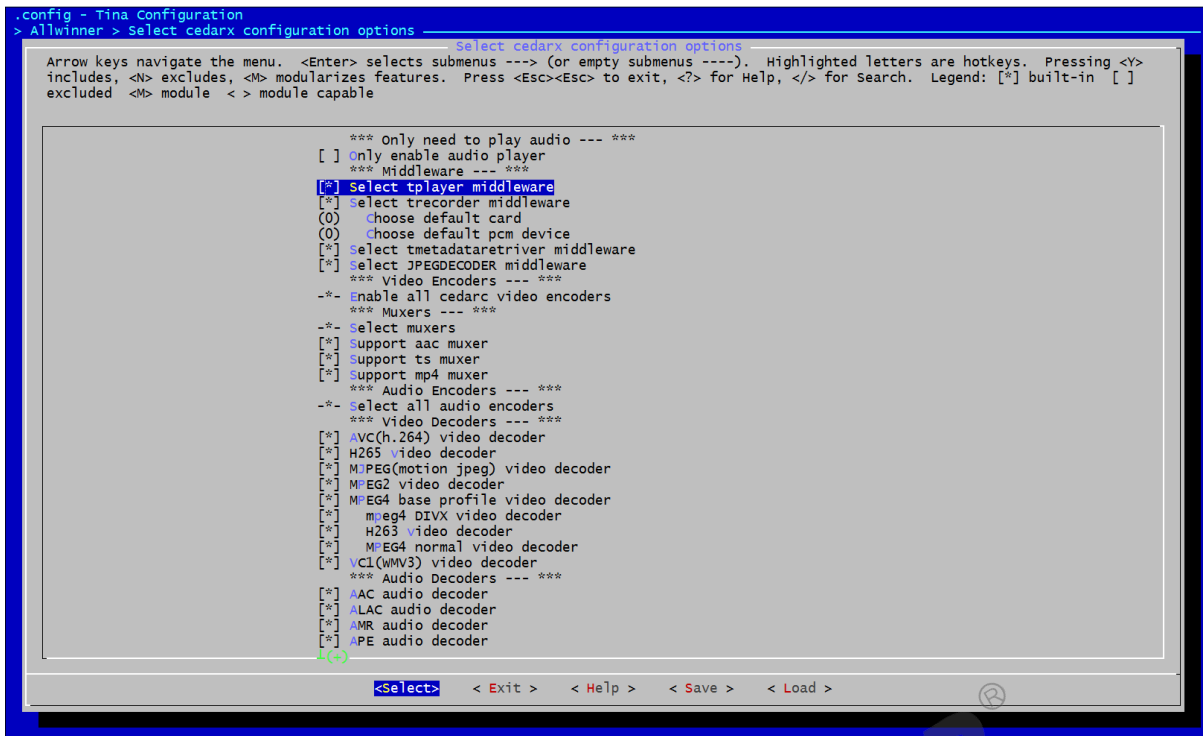 .config - Tina Configuration
> Allwinner > Select cedarx configuration options
Select cedarx configuration options
Arrow keys navigate the menu.  <Enter> selects submenus ---> (or empty submenus ----).  Highlighted letters are hotkeys.  Pressing <Y>
includes, <N> excludes, <M> modularizes features.  Press <Esc><Esc> to exit, <?> for Help, </> for Search.  Legend: [*] built-in  [ ]
excluded  <M> module  < > module capable
*** Only need to play audio --- ***
[ ] Only enable audio player
*** Middleware --- ***
[*] Select tplayer middleware
[*] Select trecorder middleware
(0)   Choose default card
(0)   Choose default pcm device
[*] Select tmetadataretriver middleware
[*] Select JPEGDECODER middleware
*** Video Encoders --- ***
-*- Enable all cedarc video encoders
*** Muxers --- ***
-*- Select muxers
[*] Support aac muxer
[*] Support ts muxer
[*] Support mp4 muxer
*** Audio Encoders --- ***
-*- Select all audio encoders
*** Video Decoders --- ***
[*] AVC(h.264) video decoder
[*] H265 video decoder
[*] MJPEG(motion jpeg) video decoder
[*] MPEG2 video decoder
[*] MPEG4 base profile video decoder
[*]   mpeg4 DIVX video decoder
[*]   H263 video decoder
[*]   MPEG4 normal video decoder
[*] VC1(WMV3) video decoder
*** Audio Decoders --- ***
[*] AAC audio decoder
[*] ALAC audio decoder
[*] AMR audio decoder
[*] APE audio decoder
┴(+)
<Select>    < Exit >    < Help >    < Save >    < Load >
®